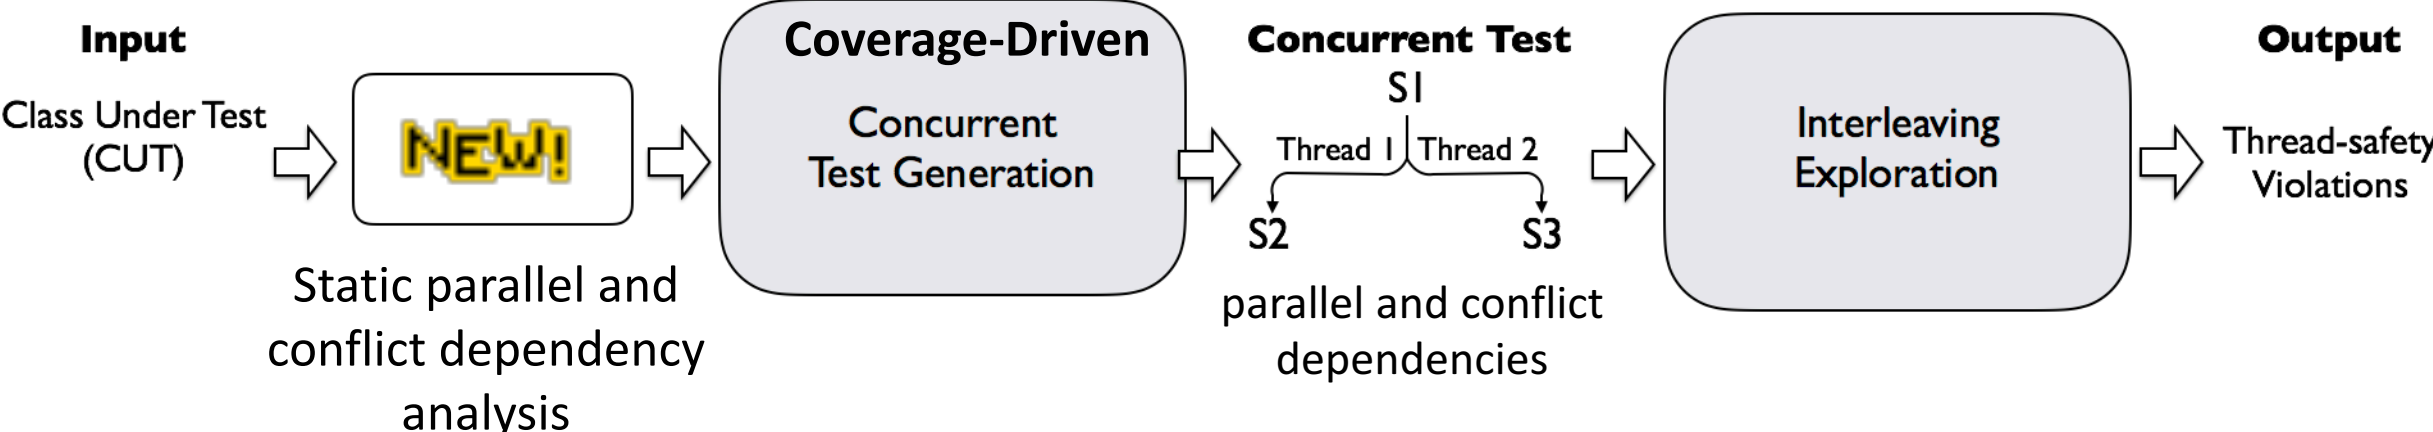 Input
Class Under Test
(CUT)
NEW!
Static parallel and
conflict dependency
analysis
Coverage-Driven
Concurrent
Test Generation
Concurrent Test
S1
Thread 1
Thread 2
S2
S3
parallel and conflict
dependencies
Interleaving
Exploration
Output
Thread-safety
Violations